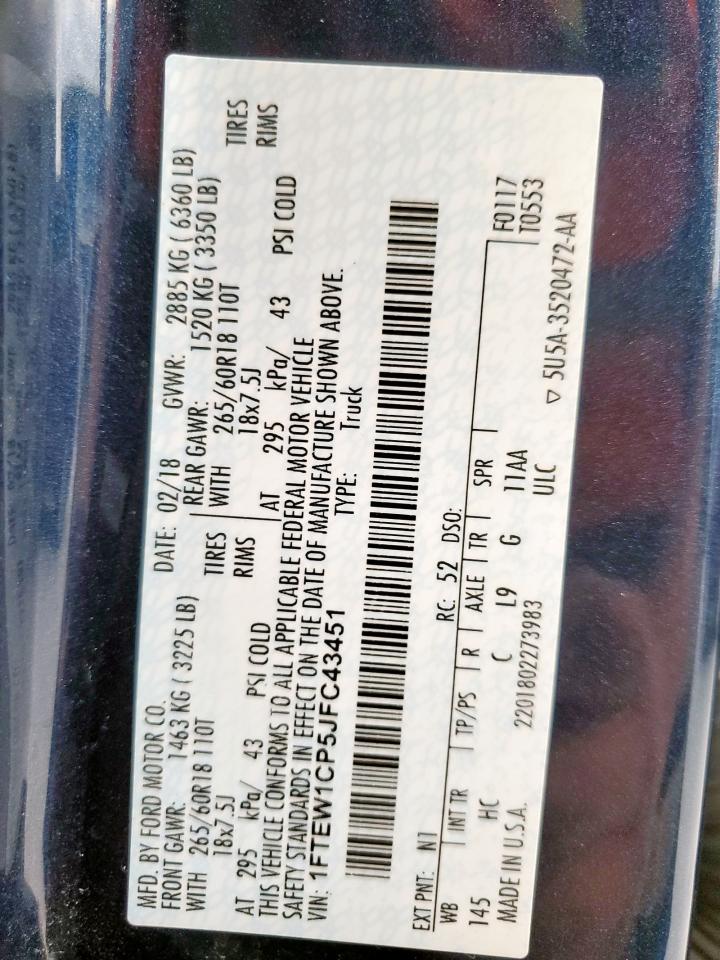 MFD. BY FORD MOTOR CO.
DATE: 02/18 GVWR: 2885 KG ( 6360 LB)
FRONT GAWR: 1463 KG ( 3225 LB) REAR GAWR: 1520 KG ( 3350 LB)
WITH 265/60R18 110T TIRES WITH 265/60R18 110T TIRES
18x7.5J RIMS 18x7.5J RIMS
AT 295 kPa/ 43 PSI COLD AT 295 kPa/ 43 PSI COLD
THIS VEHICLE CONFORMS TO ALL APPLICABLE FEDERAL MOTOR VEHICLE
SAFETY STANDARDS IN EFFECT ON THE DATE OF MANUFACTURE SHOWN ABOVE.
VIN: 1FTEW1CP5JFC43451 TYPE: Truck
EXT PNT: N1 RC: 52 DSO:
WB INT TR TP/PS R AXLE TR SPR F0117
145 HC C L9 G 11AA T0553
MADE IN U.S.A. 2201802273983 ULC ▽ 5U5A-3520472-AA